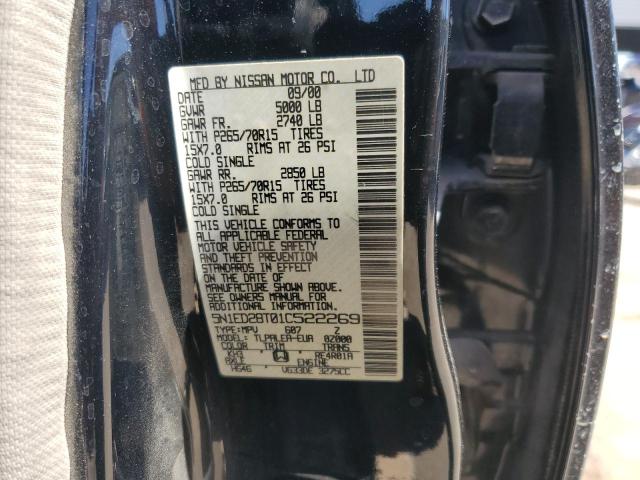 MFD BY NISSAN MOTOR CO. LTD
DATE 09/00
GVWR 5000 LB
GAWR FR. 2740 LB
WITH P265/70R15 TIRES
15X7.0 RIMS AT 26 PSI
COLD SINGLE
GAWR RR. 2850 LB
WITH P265/70R15 TIRES
15X7.0 RIMS AT 26 PSI
COLD SINGLE
THIS VEHICLE CONFORMS TO
ALL APPLICABLE FEDERAL
MOTOR VEHICLE SAFETY
AND THEFT PREVENTION
STANDARDS IN EFFECT
ON THE DATE OF
MANUFACTURE SHOWN ABOVE.
SEE OWNERS MANUAL FOR
ADDITIONAL INFORMATION.
5N1ED28T01C522269
TYPE:MPV 607 Z
MODEL: TLPALEA-EUA 02000
COLOR TRIM TRANS
KH3 RE4R01A
AXLE ENGINE
HG46 VG33DE 3275CC